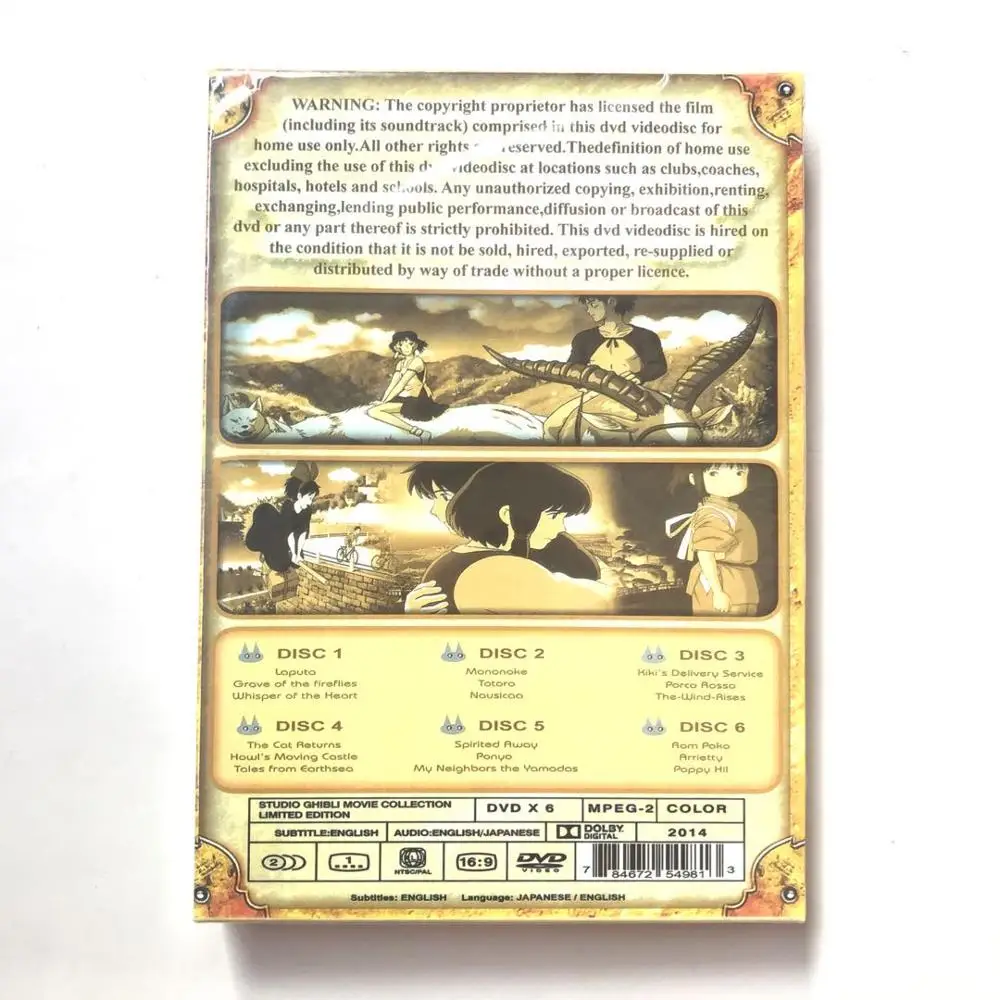 WARNING: The copyright proprietor has licensed the film
(including its soundtrack) comprised in this dvd videodisc for
home use only.All other rights reserved.Thedefinition of home use
excluding the use of this videodisc at locations such as clubs,coaches,
hospitals, hotels and schools. Any unauthorized copying, exhibition,renting,
exchanging,lending public performance,diffusion or broadcast of this
dvd or any part thereof is strictly prohibited. This dvd videodisc is hired on
the condition that it is not be sold, hired, exported, re-supplied or
distributed by way of trade without a proper licence.
DISC 1
Laputa
Grave of the fireflies
Whisper of the Heart
DISC 2
Mononoke
Totoro
Nausicaa
DISC 3
Kiki's Delivery Service
Porco Rosso
The-Wind-Rises
DISC 4
The Cat Returns
Howl's Moving Castle
Tales from Earthsea
DISC 5
Spirited Away
Ponyo
My Neighbors the Yamadas
DISC 6
Pom Poko
Arrietty
Poppy Hil
STUDIO GHIBLI MOVIE COLLECTION
LIMITED EDITION
DVD X 6
MPEG-2
COLOR
SUBTITLE:ENGLISH
AUDIO:ENGLISH/JAPANESE
DOLBY
DIGITAL
2014
2
1
NTSC/PAL
16:9
DVD
VIDEO
7 84672 54981 3
Subtitles: ENGLISH Language: JAPANESE / ENGLISH